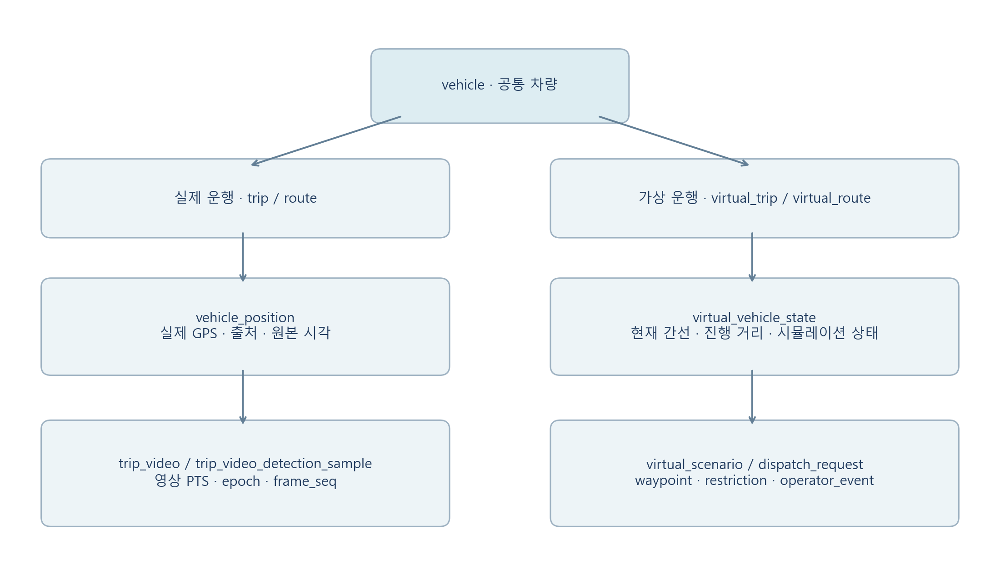 vehicle · 공통 차량
실제 운행 · trip / route
가상 운행 · virtual_trip / virtual_route
vehicle_position
실제 GPS · 출처 · 원본 시각
virtual_vehicle_state
현재 간선 · 진행 거리 · 시뮬레이션 상태
trip_video / trip_video_detection_sample
영상 PTS · epoch · frame_seq
virtual_scenario / dispatch_request
waypoint · restriction · operator_event